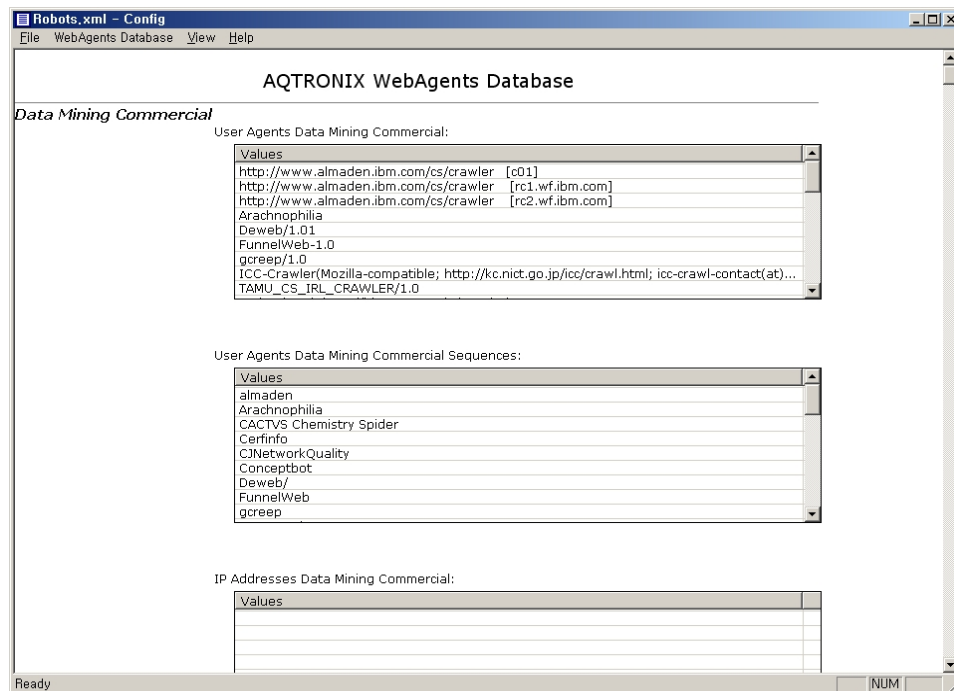 Robots.xml - Config
File WebAgents Database View Help
AQTRONIX WebAgents Database
Data Mining Commercial
User Agents Data Mining Commercial:
Values
http://www.almaden.ibm.com/cs/crawler [c01]
http://www.almaden.ibm.com/cs/crawler [rc1.wf.ibm.com]
http://www.almaden.ibm.com/cs/crawler [rc2.wf.ibm.com]
Arachnophilia
Deweb/1.01
FunnelWeb-1.0
gcreep/1.0
ICC-Crawler(Mozilla-compatible; http://kc.nict.go.jp/icc/crawl.html; icc-crawl-contact(at)...
TAMU_CS_IRL_CRAWLER/1.0
User Agents Data Mining Commercial Sequences:
Values
almaden
Arachnophilia
CACTVS Chemistry Spider
Cerfinfo
CJNetworkQuality
Conceptbot
Deweb/
FunnelWeb
gcreep
IP Addresses Data Mining Commercial:
Values
Ready NUM